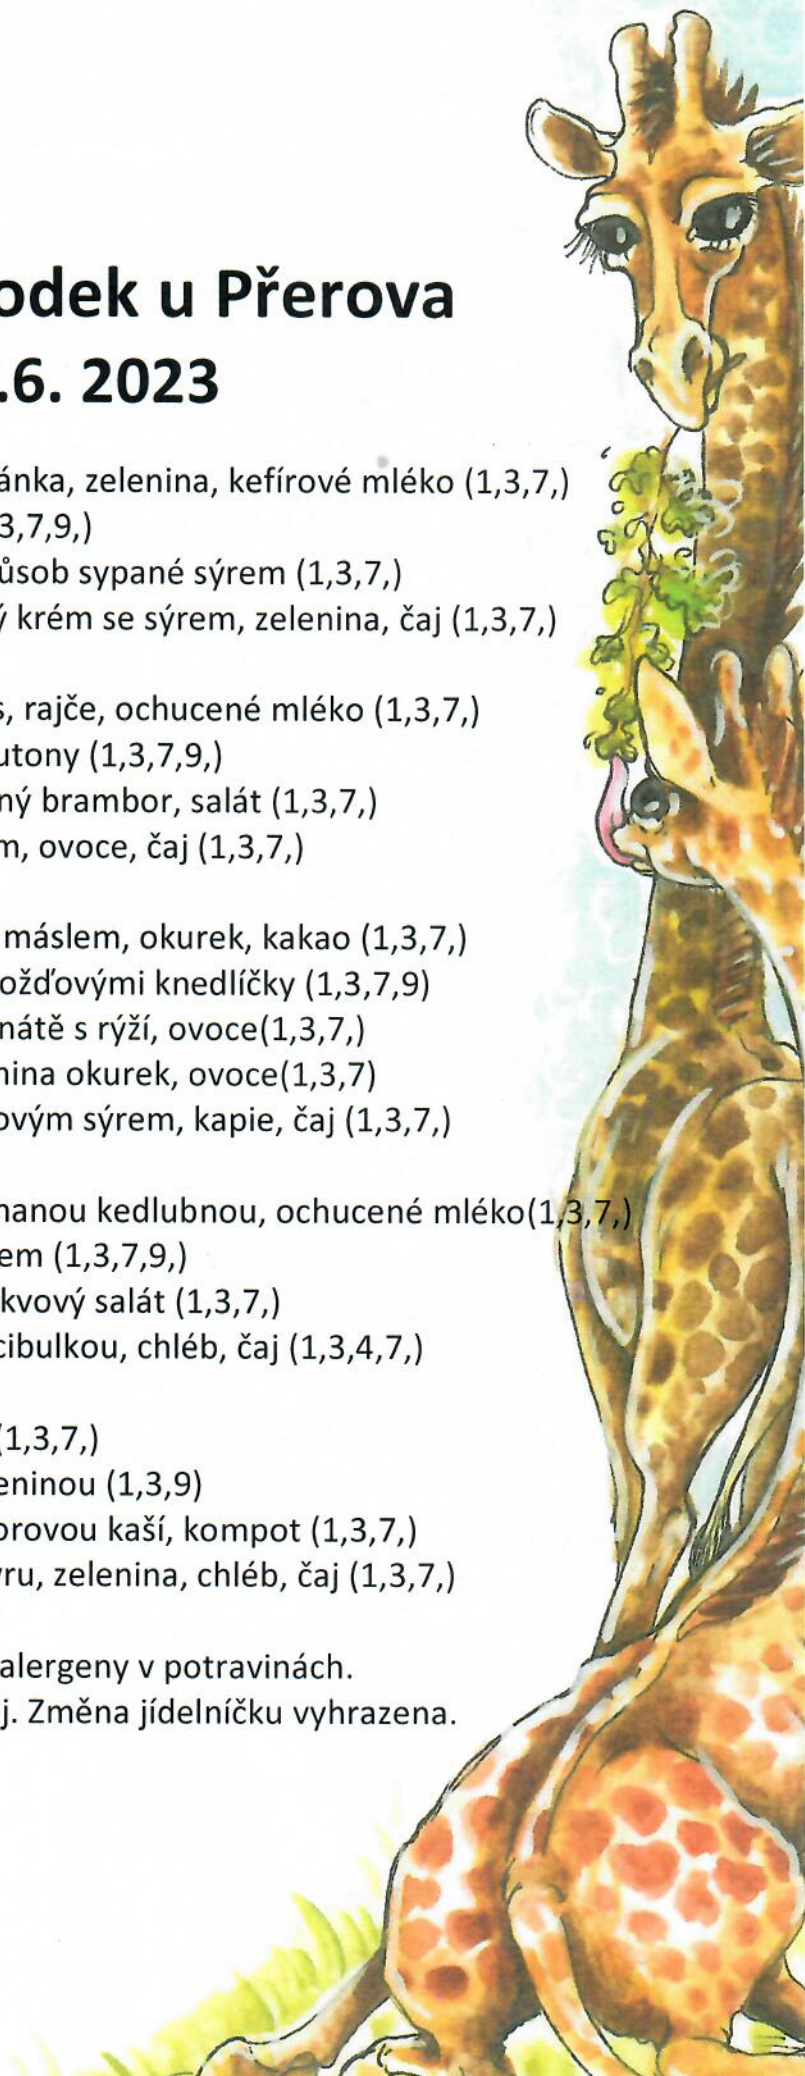 odek u Přerova
.6. 2023
ánka, zelenina, kefírové mléko (1,3,7,)
3,7,9,)
ůsob sypané sýrem (1,3,7,)
ý krém se sýrem, zelenina, čaj (1,3,7,)
s, rajče, ochucené mléko (1,3,7,)
utony (1,3,7,9,)
ný brambor, salát (1,3,7,)
m, ovoce, čaj (1,3,7,)
máslem, okurek, kakao (1,3,7,)
ožďovými knedlíčky (1,3,7,9)
nátě s rýží, ovoce(1,3,7,)
nina okurek, ovoce(1,3,7)
ovým sýrem, kapie, čaj (1,3,7,)
hanou kedlubnou, ochucené mléko(1,3,7,)
em (1,3,7,9,)
kvový salát (1,3,7,)
cibulkou, chléb, čaj (1,3,4,7,)
(1,3,7,)
eninou (1,3,9)
orovou kaší, kompot (1,3,7,)
ru, zelenina, chléb, čaj (1,3,7,)
alergeny v potravinách.
j. Změna jídelníčku vyhrazena.